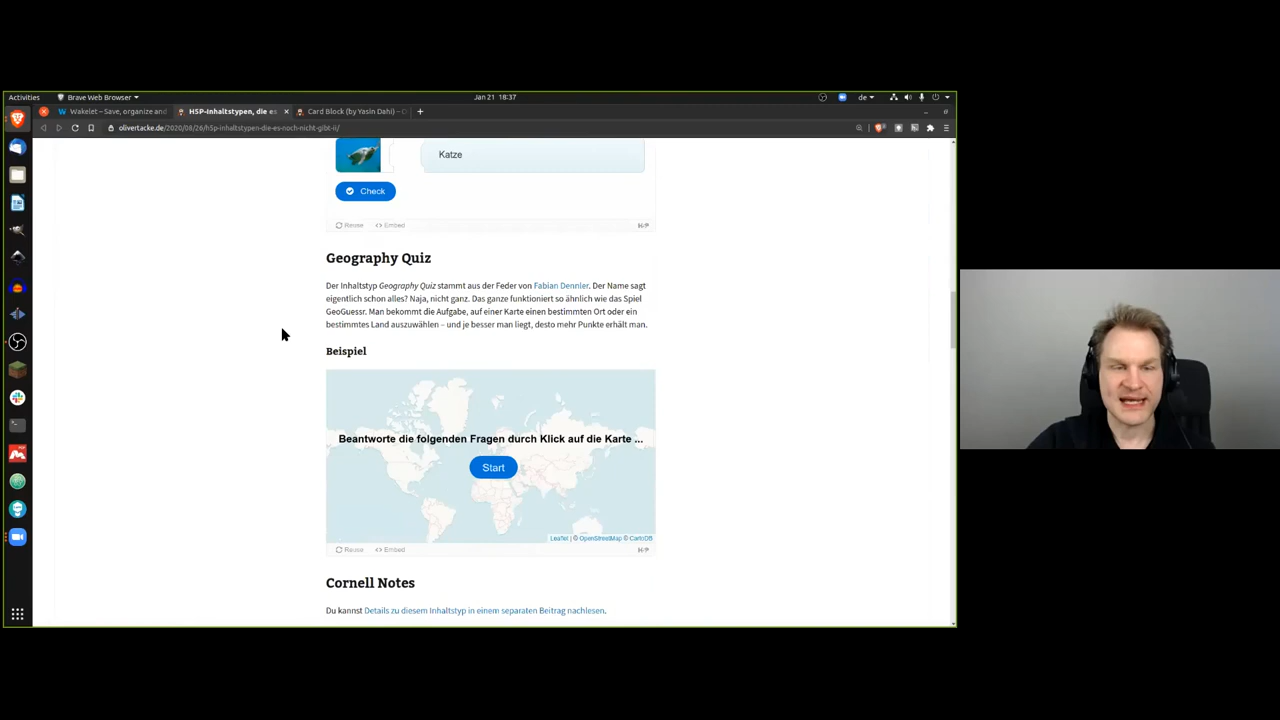 Activities
Brave Web Browser
Jan 21 18:37
de
Wakelet – Save, organize and
H5P-Inhaltstypen, die es
Card Block (by Yasin Dahi) –
olivertacke.de/2020/08/26/h5p-inhaltstypen-die-es-noch-nicht-gibt-ii/
Katze
Check
Reuse
Embed
H5P
Geography Quiz
Der Inhaltstyp Geography Quiz stammt aus der Feder von Fabian Dennler. Der Name sagt
eigentlich schon alles? Naja, nicht ganz. Das ganze funktioniert so ähnlich wie das Spiel
GeoGuessr. Man bekommt die Aufgabe, auf einer Karte einen bestimmten Ort oder ein
bestimmtes Land auszuwählen – und je besser man liegt, desto mehr Punkte erhält man.
Beispiel
Beantworte die folgenden Fragen durch Klick auf die Karte ...
Start
Leaflet | © OpenStreetMap © CartoDB
Reuse
Embed
H5P
Cornell Notes
Du kannst Details zu diesem Inhaltstyp in einem separaten Beitrag nachlesen.